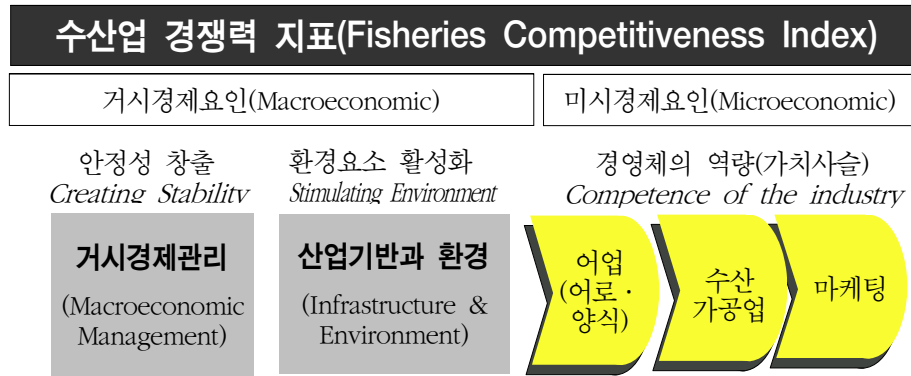 수산업 경쟁력 지표(Fisheries Competitiveness Index)
거시경제요인(Macroeconomic)
미시경제요인(Microeconomic)
안정성 창출
Creating Stability
환경요소 활성화
Stimulating Environment
경영체의 역량(가치사슬)
Competence of the industry
거시경제관리
(Macroeconomic
Management)
산업기반과 환경
(Infrastructure &
Environment)
어업
(어로·
양식)
수산
가공업
마케팅